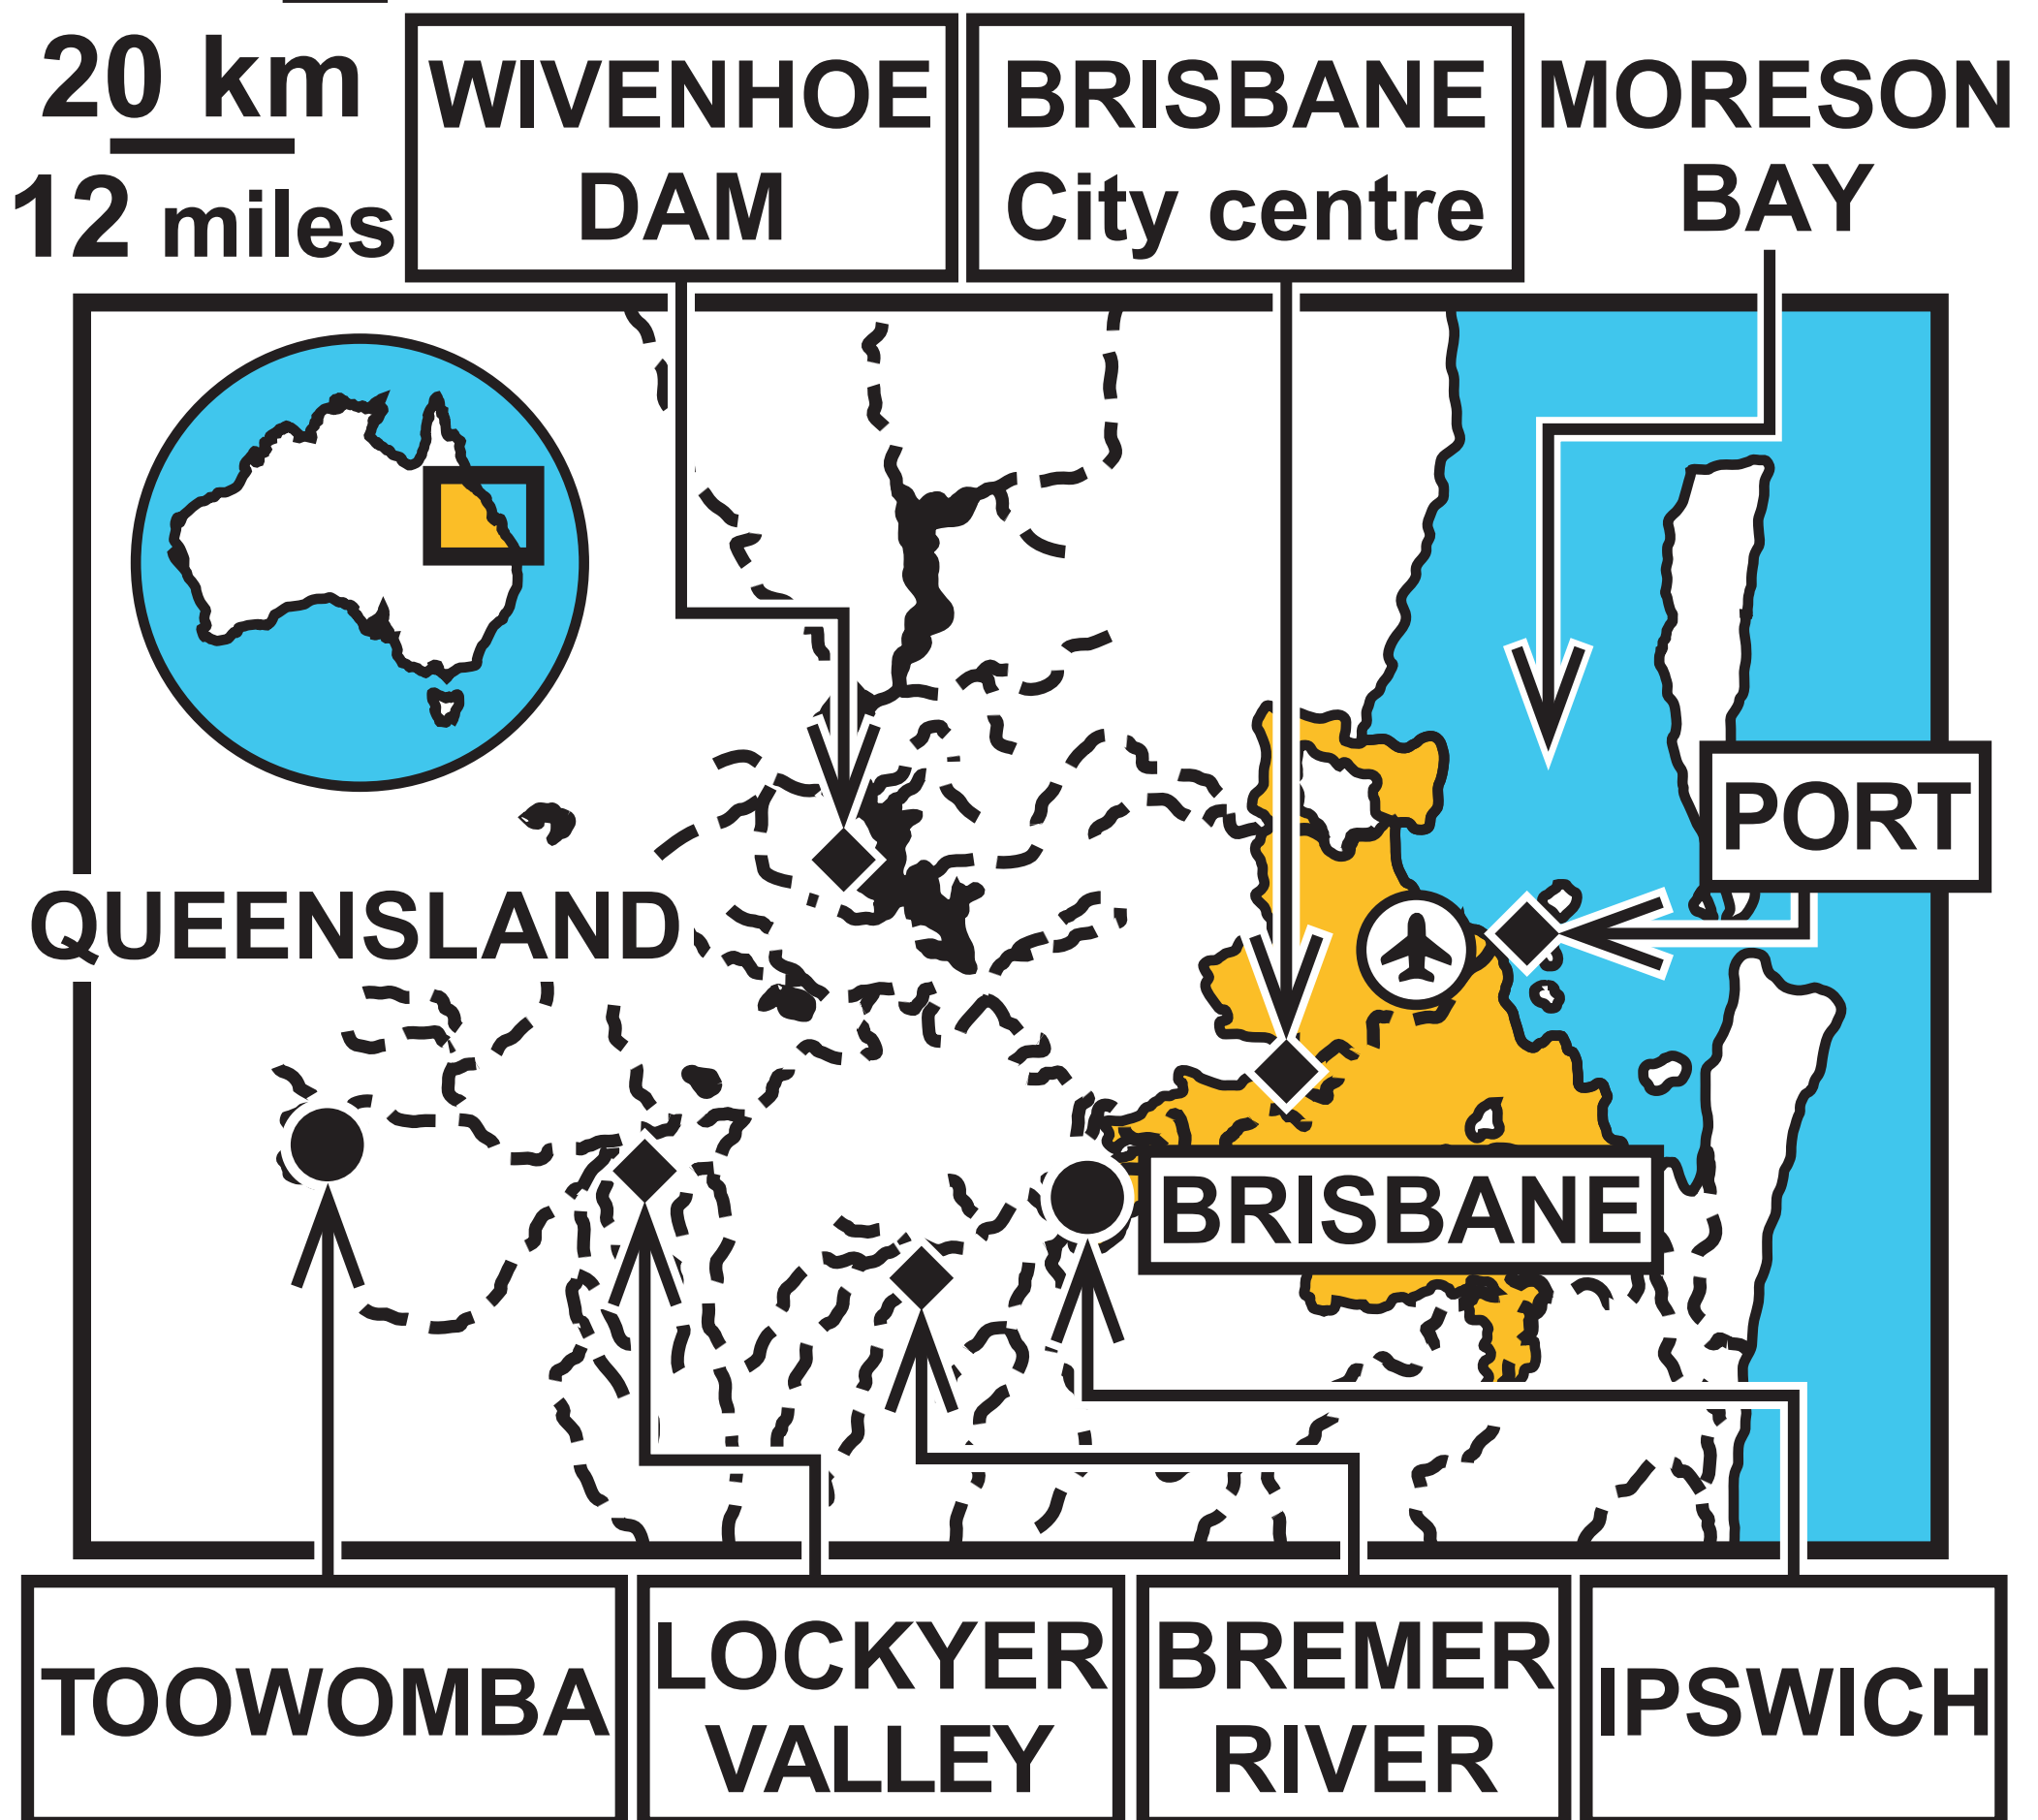 20 km
12 miles
WIVENHOE
DAM
BRISBANE
City centre
MORESON
BAY
PORT
QUEENSLAND
BRISBANE
TOOWOMBA
LOCKYER
VALLEY
BREMER
RIVER
IPSWICH